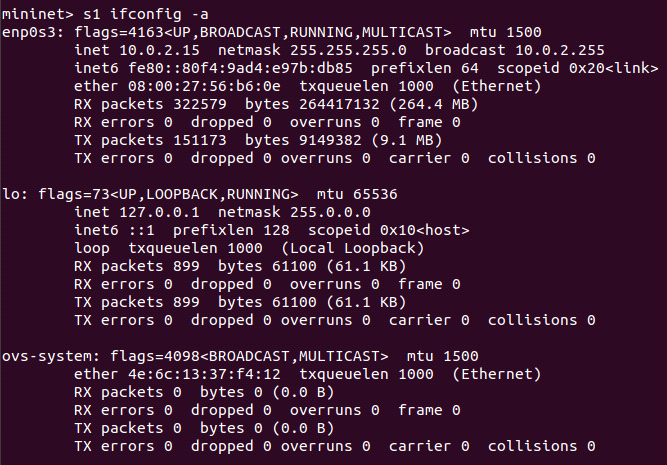 mininet> s1 ifconfig -a
enp0s3: flags=4163<UP,BROADCAST,RUNNING,MULTICAST>  mtu 1500
        inet 10.0.2.15  netmask 255.255.255.0  broadcast 10.0.2.255
        inet6 fe80::80f4:9ad4:e97b:db85  prefixlen 64  scopeid 0x20<link>
        ether 08:00:27:56:b6:0e  txqueuelen 1000  (Ethernet)
        RX packets 322579  bytes 264417132 (264.4 MB)
        RX errors 0  dropped 0  overruns 0  frame 0
        TX packets 151173  bytes 9149382 (9.1 MB)
        TX errors 0  dropped 0 overruns 0  carrier 0  collisions 0

lo: flags=73<UP,LOOPBACK,RUNNING>  mtu 65536
        inet 127.0.0.1  netmask 255.0.0.0
        inet6 ::1  prefixlen 128  scopeid 0x10<host>
        loop  txqueuelen 1000  (Local Loopback)
        RX packets 899  bytes 61100 (61.1 KB)
        RX errors 0  dropped 0  overruns 0  frame 0
        TX packets 899  bytes 61100 (61.1 KB)
        TX errors 0  dropped 0 overruns 0  carrier 0  collisions 0

ovs-system: flags=4098<BROADCAST,MULTICAST>  mtu 1500
        ether 4e:6c:13:37:f4:12  txqueuelen 1000  (Ethernet)
        RX packets 0  bytes 0 (0.0 B)
        RX errors 0  dropped 0  overruns 0  frame 0
        TX packets 0  bytes 0 (0.0 B)
        TX errors 0  dropped 0 overruns 0  carrier 0  collisions 0